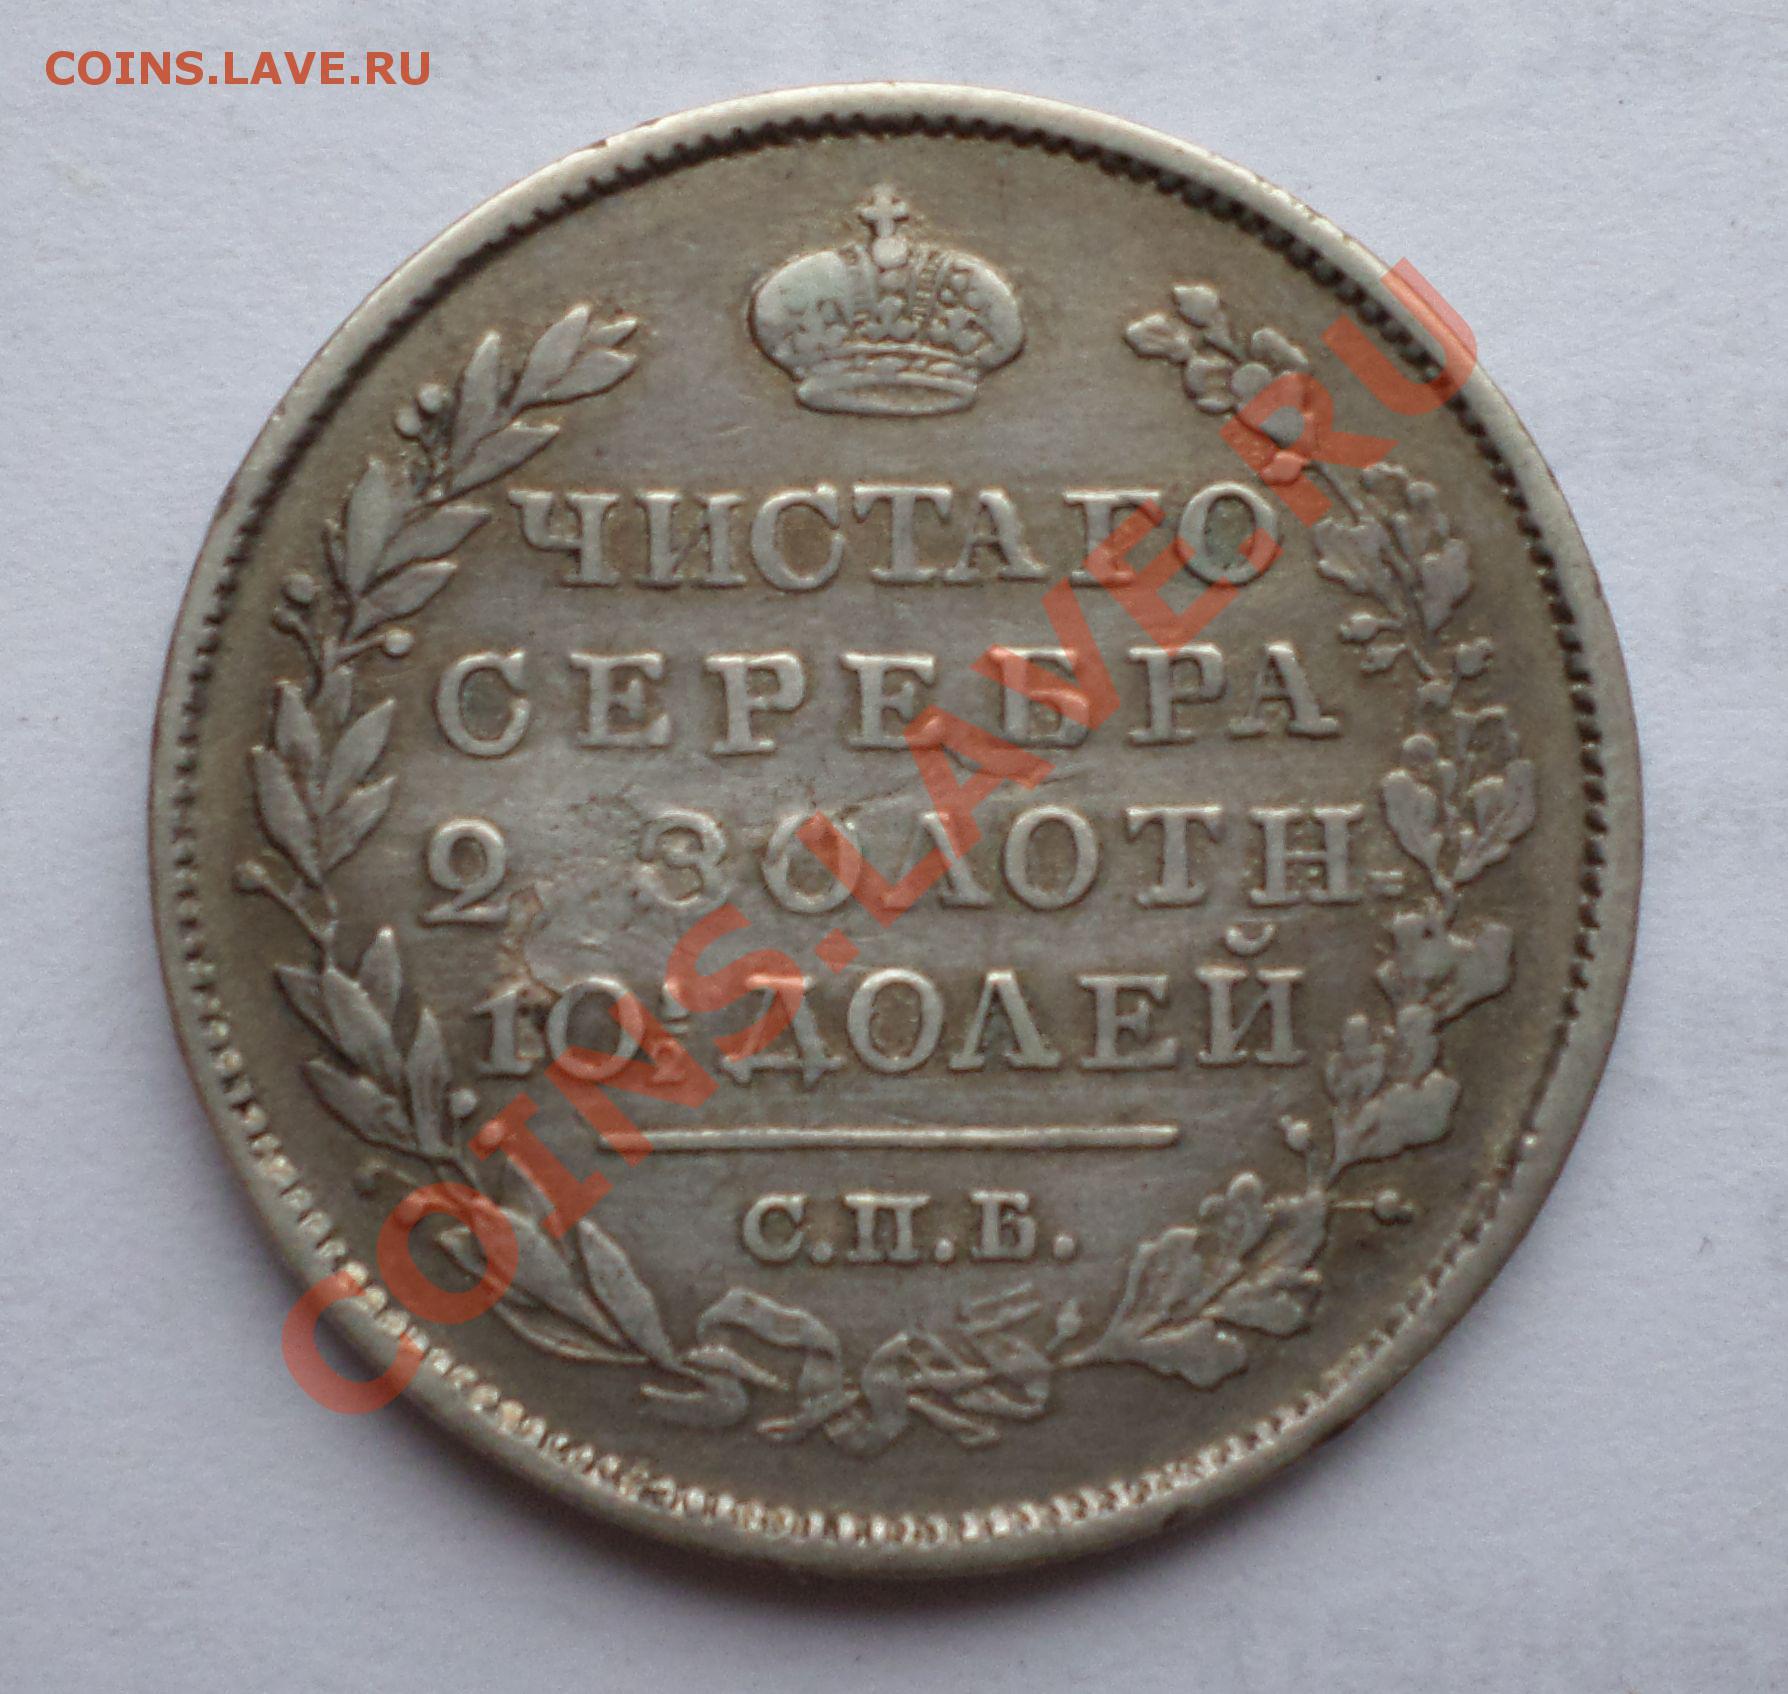 COINS.LAVE.RU
ЧИСТАГО
СЕРЕБРА
2 ЗОЛОТН=
10½ ДОЛЕЙ
С.П.Б.
COINS.LAVE.RU